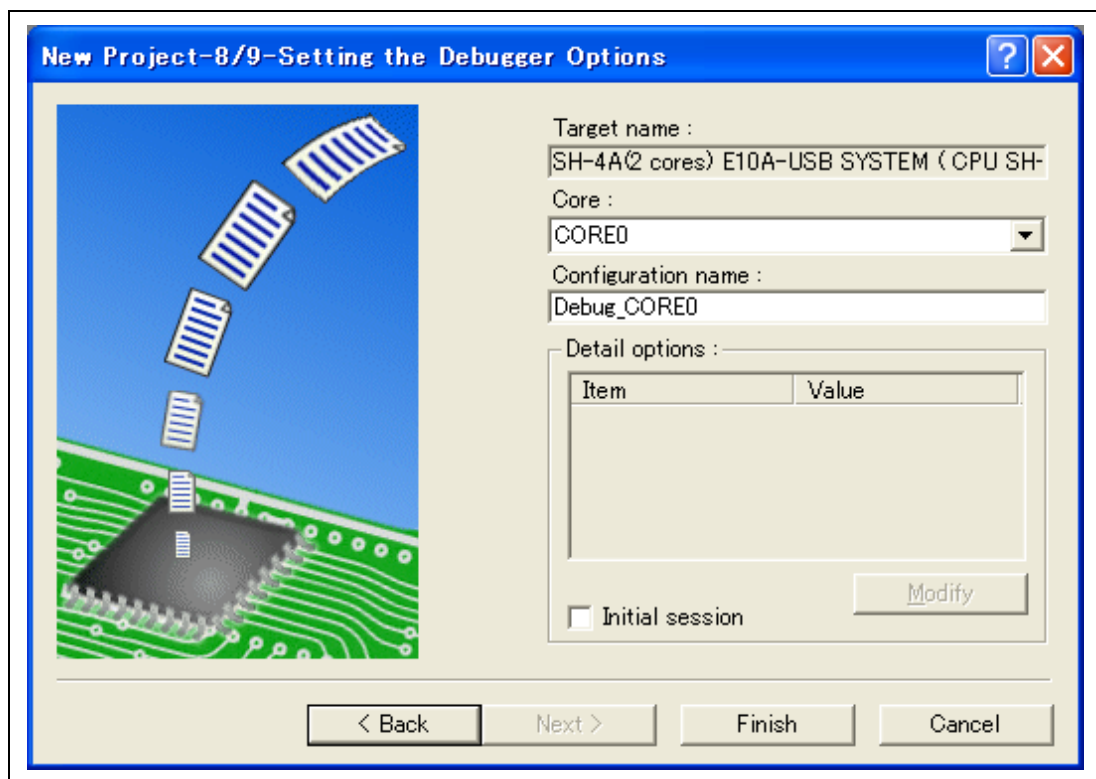 New Project-8/9-Setting the Debugger Options
Target name :
SH-4A(2 cores) E10A-USB SYSTEM ( CPU SH-
Core :
CORE0
Configuration name :
Debug_CORE0
Detail options :
Item Value
Modify
Initial session
< Back Next > Finish Cancel